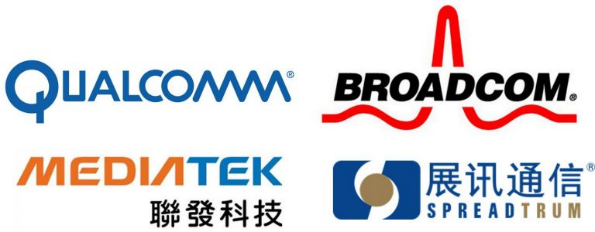 QUALCOMM®
BROADCOM.
MEDIATEK
聯發科技
展讯通信®
SPREADTRUM